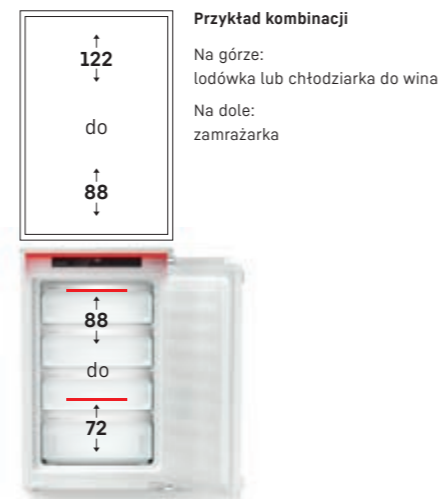 Przykład kombinacji
Na górze:
lodówka lub chłodziarka do wina
Na dole:
zamrażarka
122
do
88
88
do
72